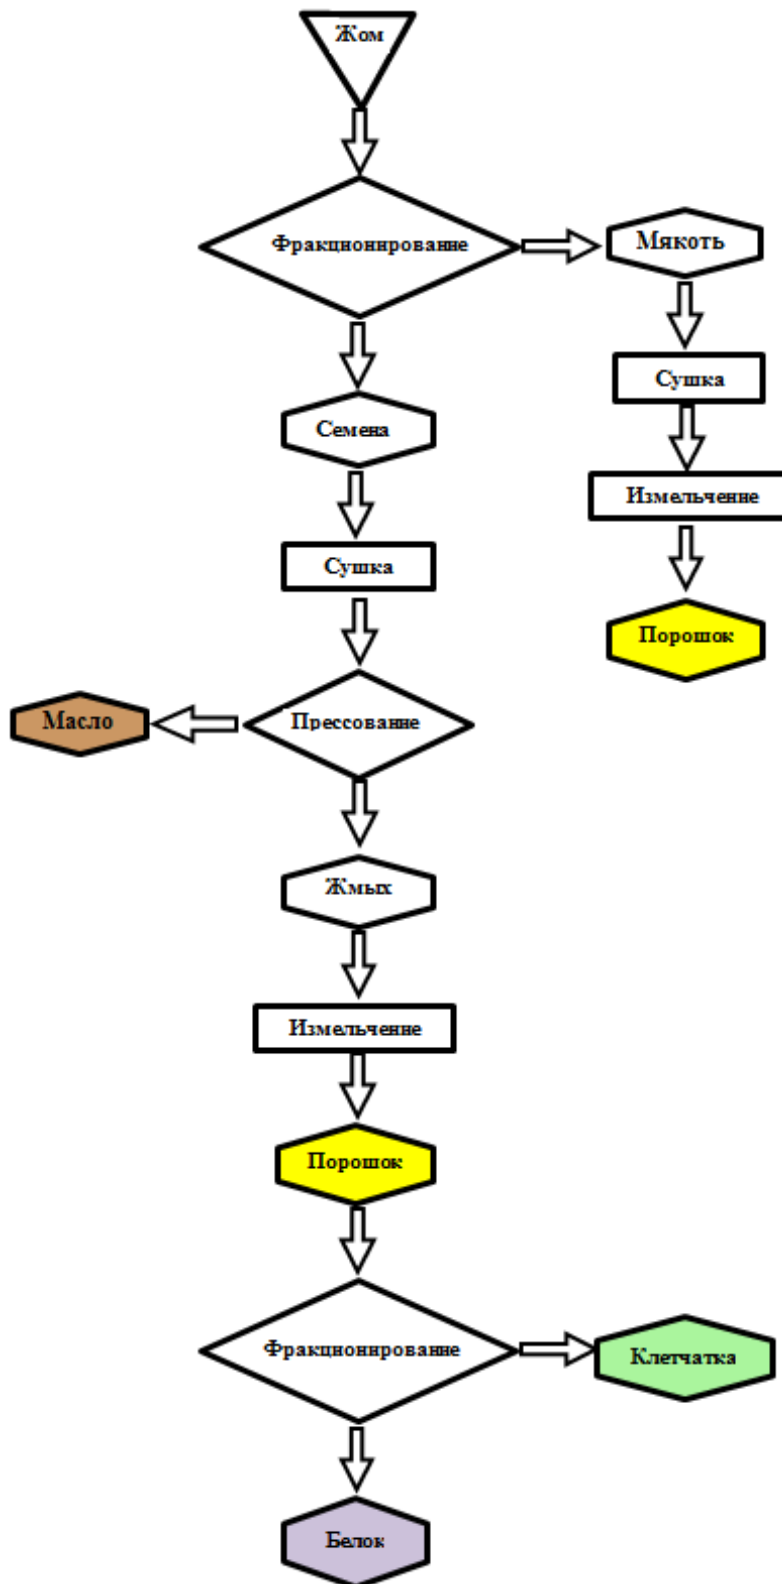 Жом
Фракционирование
Мякоть
Сушка
Семена
Измельчение
Сушка
Порошок
Масло
Прессование
Жмых
Измельчение
Порошок
Фракционирование
Клетчатка
Белок